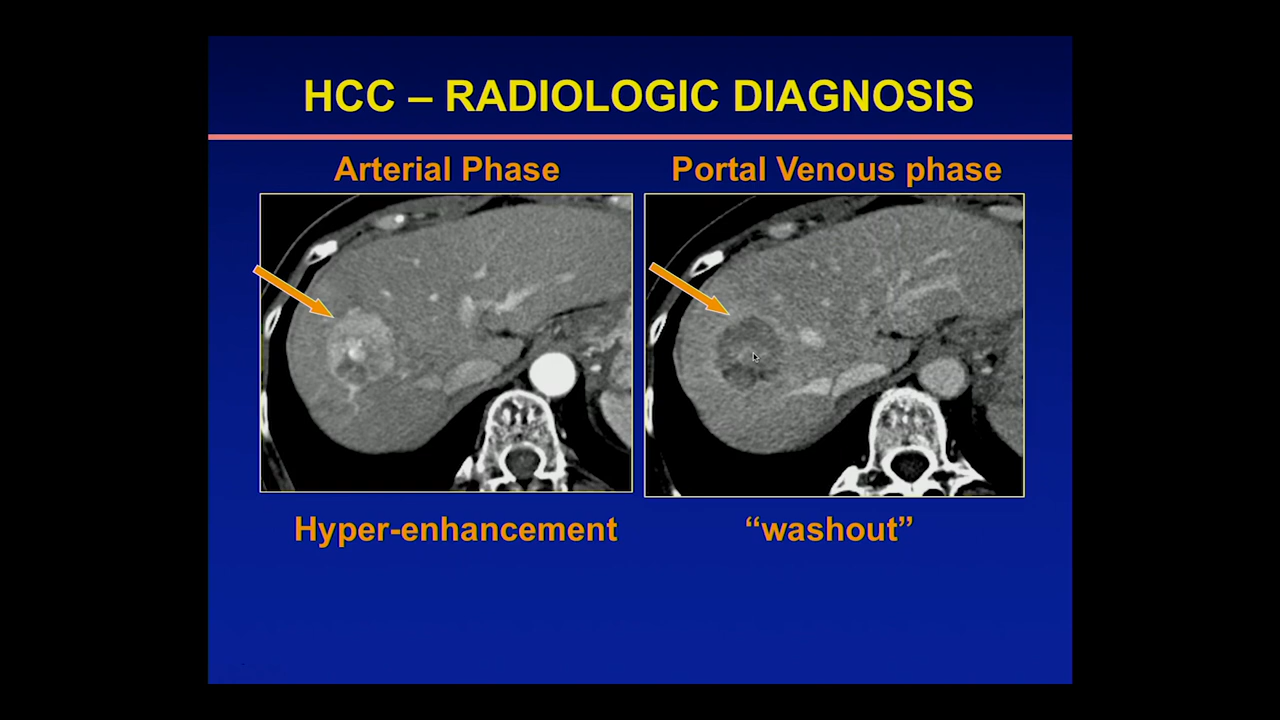 HCC – RADIOLOGIC DIAGNOSIS
Arterial Phase
Portal Venous phase
Hyper-enhancement
“washout”